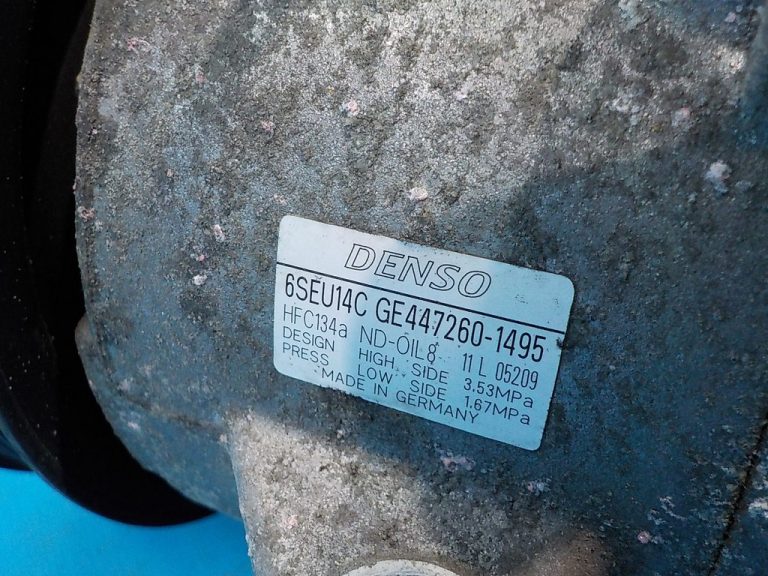 DENSO
6SEU14C GE447260-1495
HFC134a ND-OIL8 11 L 05209
DESIGN HIGH SIDE 3.53MPa
PRESS LOW SIDE 1.67MPa
MADE IN GERMANY